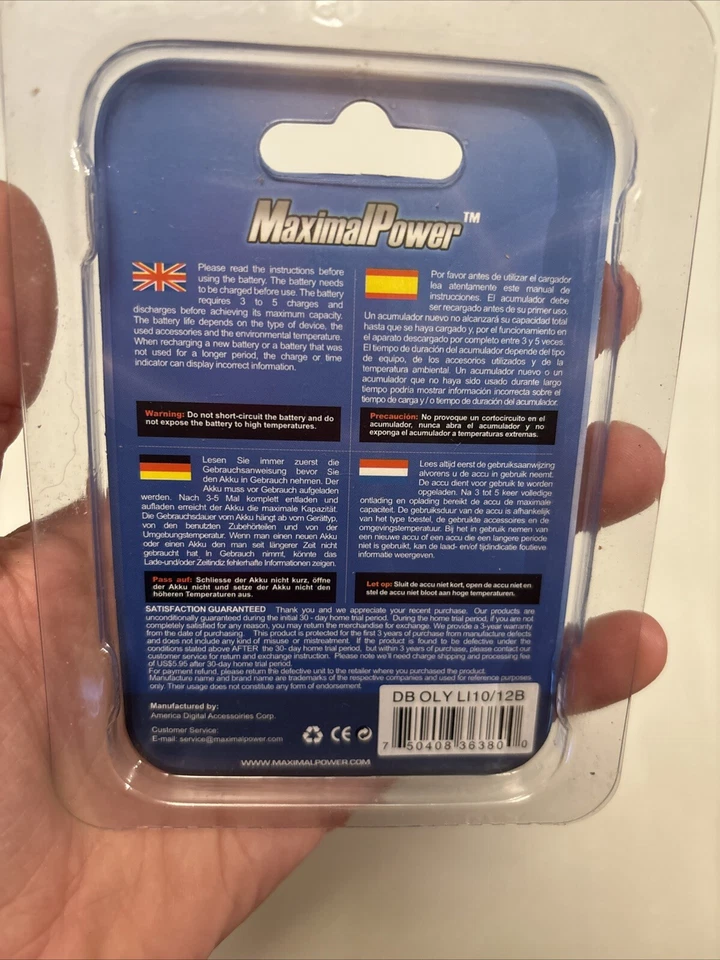 MaximalPower™
Please read the instructions before
using the battery. The battery needs
to be charged before use. The battery
requires 3 to 5 charges and
discharges before achieving its maximum capacity.
The battery life depends on the type of device, the
used accessories and the environmental temperature.
When recharging a new battery or a battery that was
not used for a longer period, the charge or time
indicator can display incorrect information.
Warning: Do not short-circuit the battery and do
not expose the battery to high temperatures.
Por favor antes de utilizar el cargador
lea atentamente este manual de
instrucciones. El acumulador debe
ser recargado antes de su primer uso.
Un acumulador nuevo no alcanzará su capacidad total
hasta que se haya cargado y, por el funcionamiento en
el aparato descargado por completo entre 3 y 5 veces.
El tiempo de duración del acumulador depende del tipo
de equipo, de los accesorios utilizados y de la
temperatura ambiental. Un acumulador nuevo o un
acumulador que no haya sido usado durante largo
tiempo podria mostrar información incorrecta sobre el
tiempo de carga y / o tiempo de duración del acumulador.
Precaución: No provoque un cortocircuito en el
acumulador, nunca abra el acumulador y no
exponga el acumulador a temperaturas extremas.
Lesen Sie immer zuerst die
Gebrauchsanweisung bevor Sie
den Akku in Gebrauch nehmen. Der
Akku muss vor Gebrauch aufgeladen
werden. Nach 3-5 Mal komplett entladen und
aufladen erreicht der Akku die maximale Kapazität.
Die Gebrauchsdauer vom Akku hängt ab vom Gerättyp,
von den benutzten Zubehörteilen und von der
Umgebungstemperatur. Wenn man einen neuen Akku
oder einen Akku den man seit längerer Zeit nicht
gebraucht hat In Gebrauch nimmt, könnte das
Lade-und/oder Zeitindiz fehlerhafte Informationen zeigen.
Pass auf: Schliesse der Akku nicht kurz, öffne
der Akku nicht und setze der Akku nicht den
höheren Temperaturen aus.
Lees altijd eerst de gebruiksaanwijzing
alvorens u de accu in gebruik neemt.
De accu dient voor gebruik te worden
opgeladen. Na 3 tot 5 keer volledige
ontlading en oplading bereikt de accu de maximale
capaciteit. De gebruiksduur van de accu is afhankelijk
van het type toestel, de gebruikte accessoires en de
omgevingstemperatuur. Bij het in gebruik nemen van
een nieuwe accu of een accu die een langere periode
niet is gebruikt, kan de laad- en/of tijdindicatie foutieve
informatie weergeven.
Let op: Sluit de accu niet kort, open de accu niet en
stel de accu niet bloot aan hoge temperaturen.
SATISFACTION GUARANTEED Thank you and we appreciate your recent purchase. Our products are
unconditionally guaranteed during the initial 30 - day home trial period. During the home trial period, if you are not
completely satisfied for any reason, you may return the merchandise for exchange. We provide a 3-year warranty
from the date of purchasing. This product is protected for the first 3 years of purchase from manufacture defects
and does not include any kind of misuse or mistreatment. If the product is found to be defective under the
conditions stated above AFTER the 30- day home trial period, but within 3 years of purchase, please contact our
customer service for return and exchange instruction. Please note we'll need charge shipping and processing fee
of US$5.95 after 30-day home trial period.
For payment refund, please return the defective unit to the retailer where you purchased the product.
Manufacture name and brand name are trademarks of the respective companies and used for reference purposes
only. Their usage does not constitute any form of endorsement.
Manufactured by:
America Digital Accessoiries Corp.
Customer Service:
E-mail: service@maximalpower.com
CE
DB OLY LI10/12B
7 50408 36380 0
WWW.MAXIMALPOWER.COM